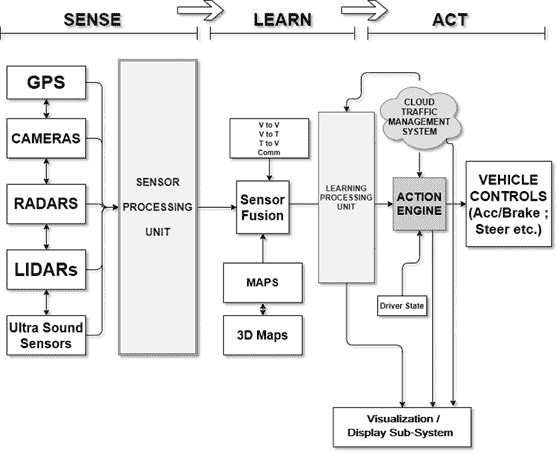 SENSE
LEARN
ACT
GPS
CAMERAS
RADARS
LIDARs
Ultra Sound
Sensors
SENSOR
PROCESSING
UNIT
V to V
V to T
T to V
Comm
Sensor
Fusion
MAPS
3D Maps
LEARNING
PROCESSING
UNIT
CLOUD
TRAFFIC
MANAGEMENT
SYSTEM
ACTION
ENGINE
Driver State
VEHICLE
CONTROLS
(Acc/Brake ;
Steer etc.)
Visualization /
Display Sub-System